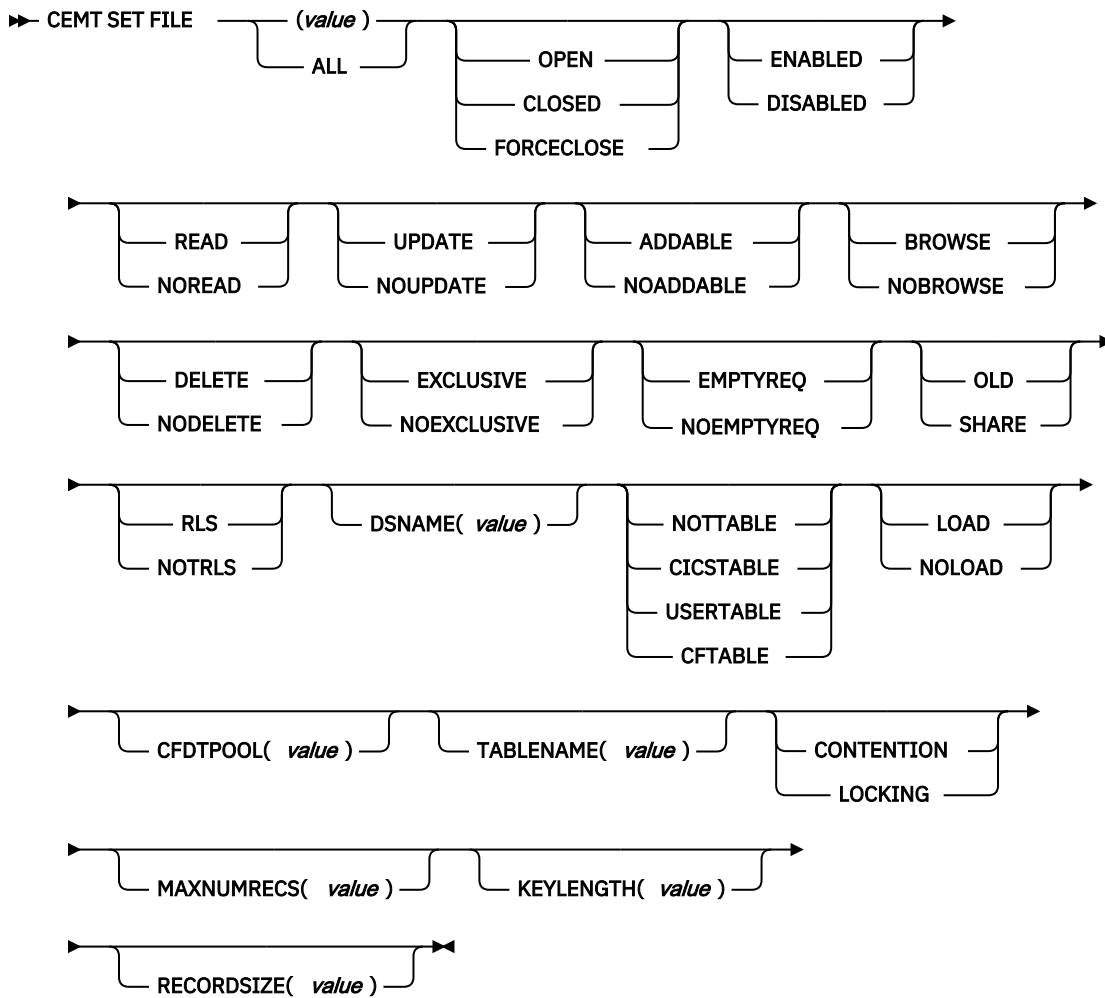 CEMT SET FILE (value) OPEN ENABLED
ALL CLOSED DISABLED
FORCECLOSE
READ UPDATE ADDABLE BROWSE
NOREAD NOUPDATE NOADDABLE NOBROWSE
DELETE EXCLUSIVE EMPTYREQ OLD
NODELETE NOEXCLUSIVE NOEMPTYREQ SHARE
RLS DSNAME( value ) NOTTABLE LOAD
NOTRLS CICSTABLE NOLOAD
USERTABLE
CFTABLE
CFDTPOOL( value ) TABLENAME( value ) CONTENTION
LOCKING
MAXNUMRECS( value ) KEYLENGTH( value )
RECORDSIZE( value )